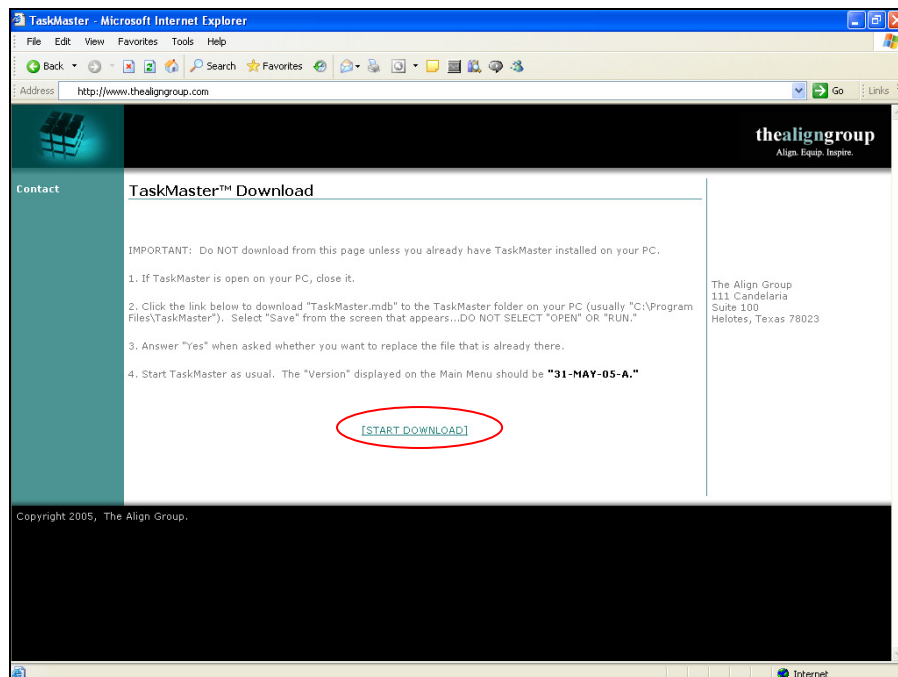 TaskMaster - Microsoft Internet Explorer
File Edit View Favorites Tools Help
Back Search Favorites
Address http://www.thealigngroup.com Go Links
thealigngroup
Align. Equip. Inspire.
Contact
TaskMaster™ Download
IMPORTANT: Do NOT download from this page unless you already have TaskMaster installed on your PC.
1. If TaskMaster is open on your PC, close it.
2. Click the link below to download "TaskMaster.mdb" to the TaskMaster folder on your PC (usually "C:\Program
Files\TaskMaster"). Select "Save" from the screen that appears...DO NOT SELECT "OPEN" OR "RUN."
3. Answer "Yes" when asked whether you want to replace the file that is already there.
4. Start TaskMaster as usual. The "Version" displayed on the Main Menu should be "31-MAY-05-A."
[START DOWNLOAD]
The Align Group
111 Candelaria
Suite 100
Helotes, Texas 78023
Copyright 2005, The Align Group.
Internet